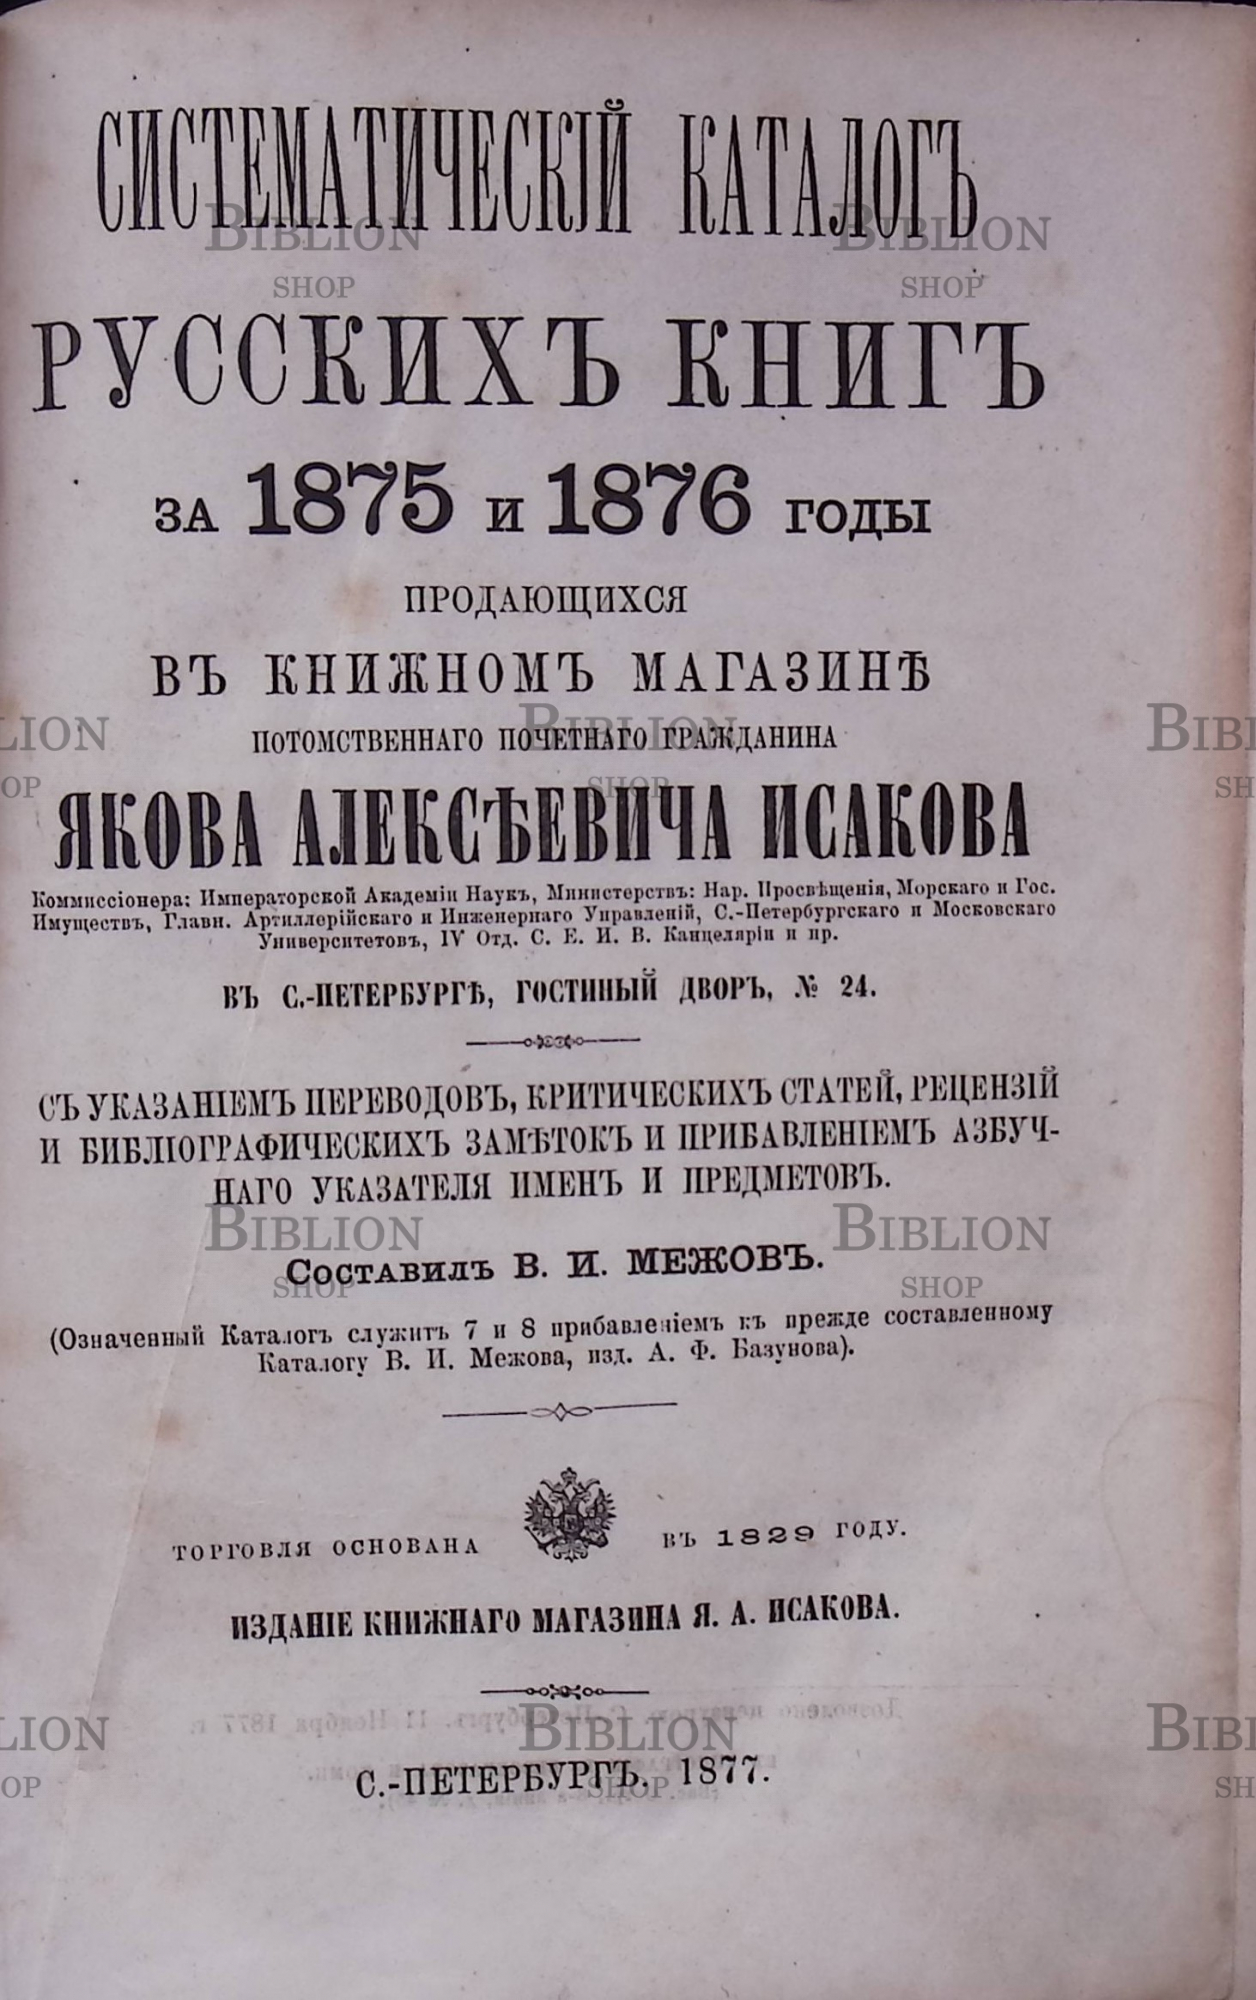 СИСТЕМАТИЧЕСКІЙ КАТАЛОГЪ
РУССКИХЪ КНИГЪ
ЗА 1875 И 1876 ГОДЫ
ПРОДАЮЩИХСЯ
ВЪ КНИЖНОМЪ МАГАЗИНѢ
ПОТОМСТВЕННАГО ПОЧЕТНАГО ГРАЖДАНИНА
ЯКОВА АЛЕКСѢЕВИЧА ИСАКОВА
Коммиссіонера: Императорской Академіи Наукъ, Министерствъ: Нар. Просвѣщенія, Морскаго и Гос.
Имуществъ, Главн. Артиллерійскаго и Инженернаго Управленій, С.-Петербургскаго и Московскаго
Университетовъ, IV Отд. С. Е. И. В. Канцеляріи и пр.
ВЪ С.-ПЕТЕРБУРГѢ, ГОСТИНЫЙ ДВОРЪ, № 24.
СЪ УКАЗАНІЕМЪ ПЕРЕВОДОВЪ, КРИТИЧЕСКИХЪ СТАТЕЙ, РЕЦЕНЗІЙ
И БИБЛІОГРАФИЧЕСКИХЪ ЗАМѢТОКЪ И ПРИБАВЛЕНІЕМЪ АЗБУЧ-
НАГО УКАЗАТЕЛЯ ИМЕНЪ И ПРЕДМЕТОВЪ.
Составилъ В. И. МЕЖОВЪ.
(Означенный Каталогъ служитъ 7 и 8 прибавленіемъ къ прежде составленному
Каталогу В. И. Межова, изд. А. Ф. Базунова).
ТОРГОВЛЯ ОСНОВАНА ВЪ 1829 ГОДУ.
ИЗДАНІЕ КНИЖНАГО МАГАЗИНА Я. А. ИСАКОВА.
С.-ПЕТЕРБУРГЪ. 1877.
BIBLION
SHOP